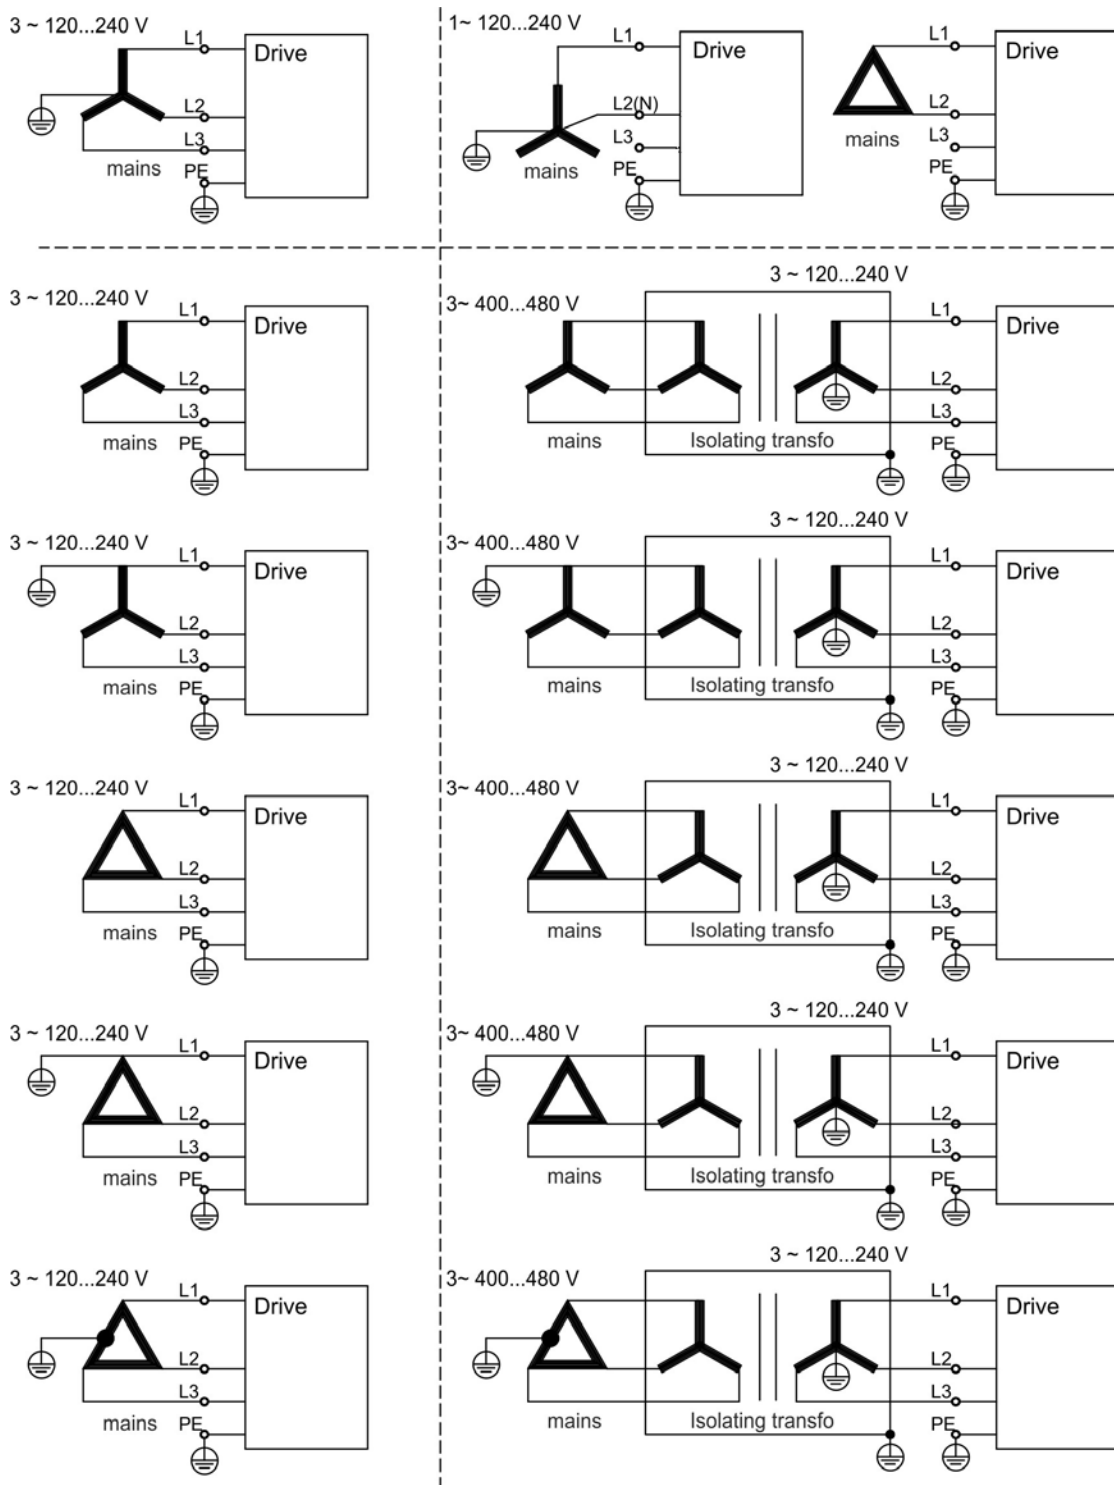 3 ~ 120...240 V
L1
Drive
L2
L3
mains
PE
1~ 120...240 V
L1
Drive
L2(N)
L3
mains
PE
L1
Drive
L2
mains
L3
PE
3 ~ 120...240 V
L1
Drive
L2
L3
mains
PE
3 ~ 120...240 V
3~ 400...480 V
L1
Drive
L2
L3
mains
Isolating transfo
PE
3 ~ 120...240 V
L1
Drive
L2
L3
mains
PE
3 ~ 120...240 V
3~ 400...480 V
L1
Drive
L2
L3
mains
Isolating transfo
PE
3 ~ 120...240 V
L1
Drive
L2
L3
mains
PE
3 ~ 120...240 V
3~ 400...480 V
L1
Drive
L2
L3
mains
Isolating transfo
PE
3 ~ 120...240 V
L1
Drive
L2
L3
mains
PE
3 ~ 120...240 V
3~ 400...480 V
L1
Drive
L2
L3
mains
Isolating transfo
PE
3 ~ 120...240 V
L1
Drive
L2
L3
mains
PE
3 ~ 120...240 V
3~ 400...480 V
L1
Drive
L2
L3
mains
Isolating transfo
PE